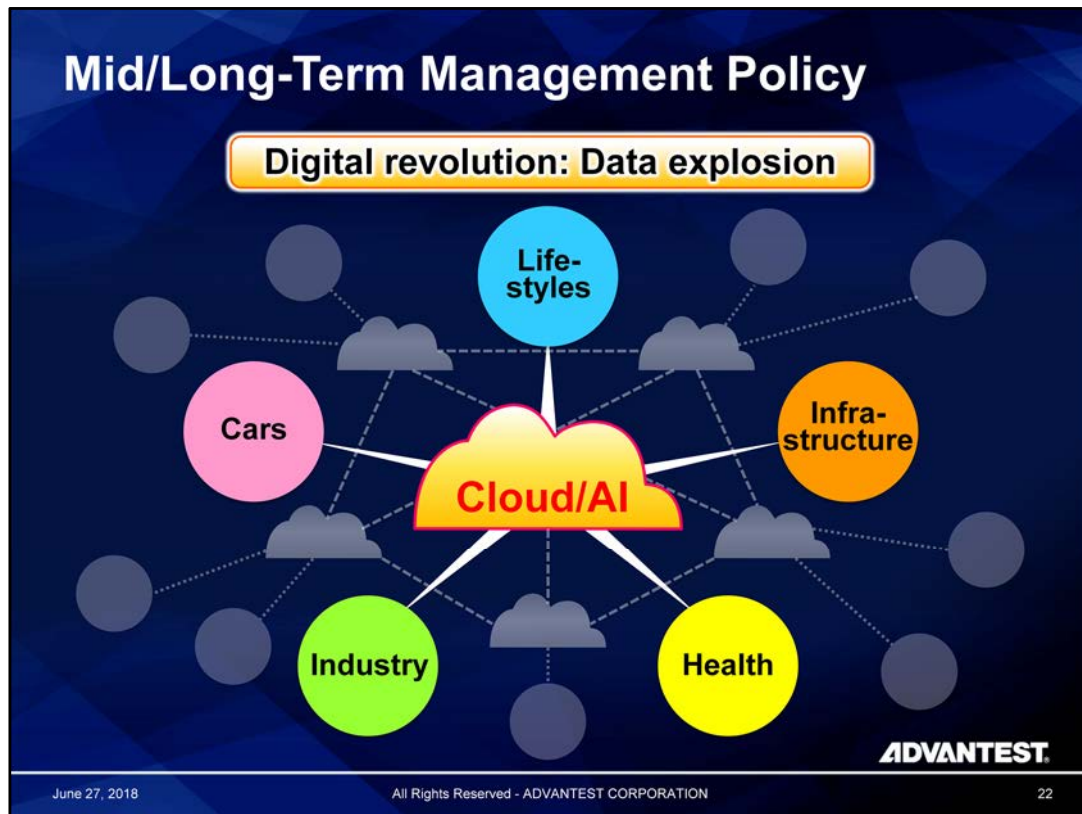 Mid/Long-Term Management Policy
Digital revolution: Data explosion
Life-
styles
Cars
Infra-
structure
Cloud/AI
Industry
Health
ADVANTEST.
June 27, 2018
All Rights Reserved - ADVANTEST CORPORATION
22